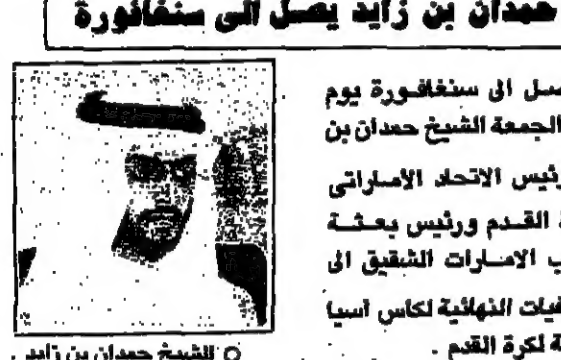 حمدان بن زايد يصل الى سنغافورة
صل الى سنغافورة يوم
الجمعة الشيخ حمدان بن
رئيس الاتحاد الاماراتى
ة القدم ورئيس بعثة
ب الامارات الشقيق الى
فيات النهائية لكاس آسيا
ة لكرة القدم .
○ الشيخ حمدان بن زايد .